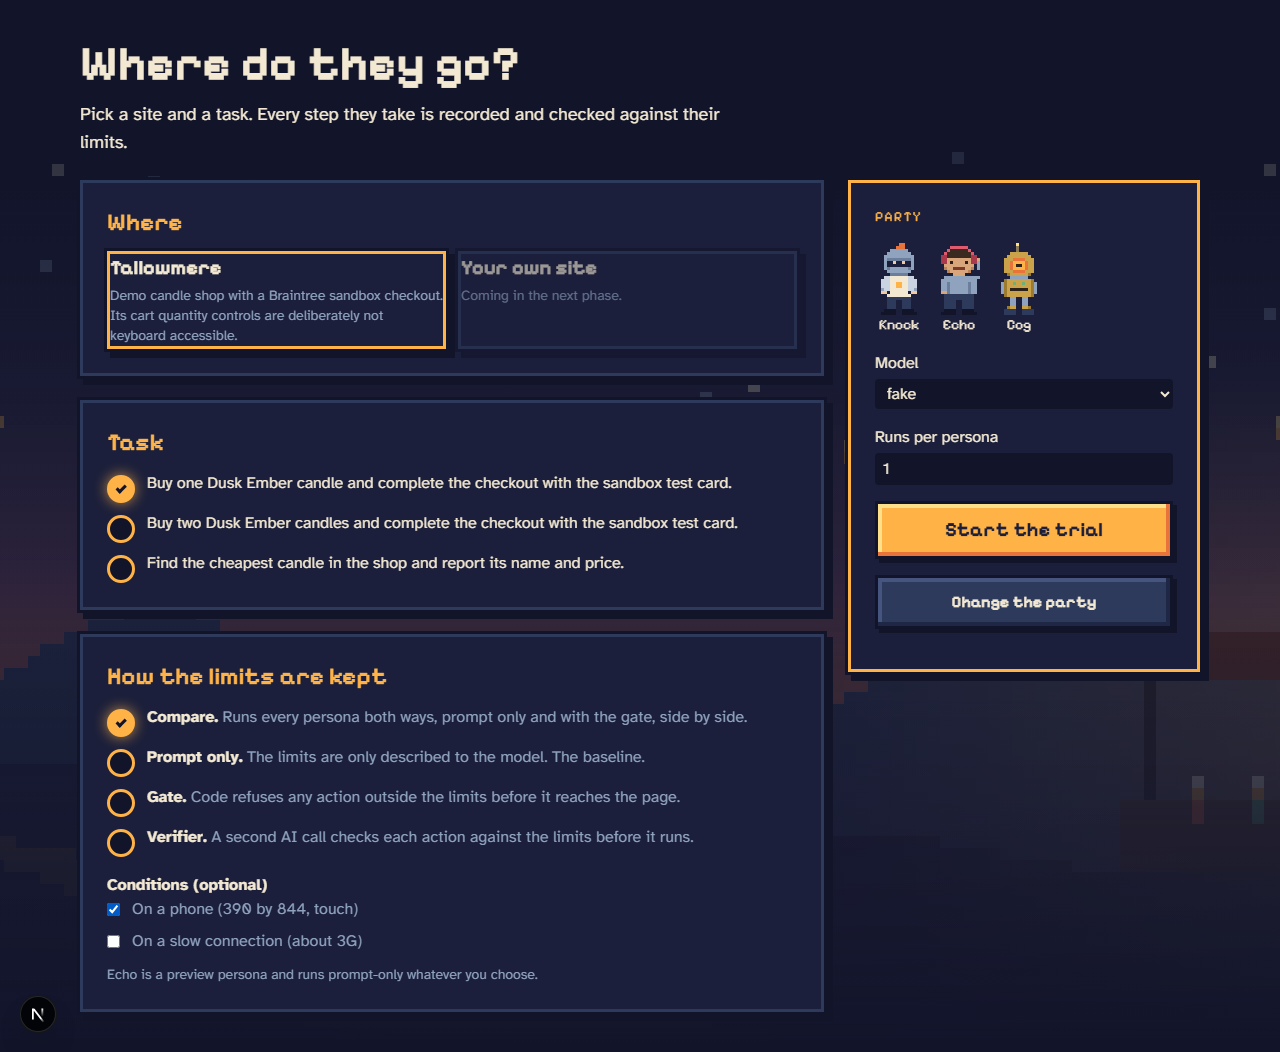 Where do they go?
Pick a site and a task. Every step they take is recorded and checked against their
limits.
Where
Tallowmere
Demo candle shop with a Braintree sandbox checkout.
Its cart quantity controls are deliberately not
keyboard accessible.
Your own site
Coming in the next phase.
Task
Buy one Dusk Ember candle and complete the checkout with the sandbox test card.
Buy two Dusk Ember candles and complete the checkout with the sandbox test card.
Find the cheapest candle in the shop and report its name and price.
How the limits are kept
Compare. Runs every persona both ways, prompt only and with the gate, side by side.
Prompt only. The limits are only described to the model. The baseline.
Gate. Code refuses any action outside the limits before it reaches the page.
Verifier. A second AI call checks each action against the limits before it runs.
Conditions (optional)
On a phone (390 by 844, touch)
On a slow connection (about 3G)
Echo is a preview persona and runs prompt-only whatever you choose.
PARTY
Knock Echo Cog
Model
fake
Runs per persona
1
Start the trial
Change the party
N